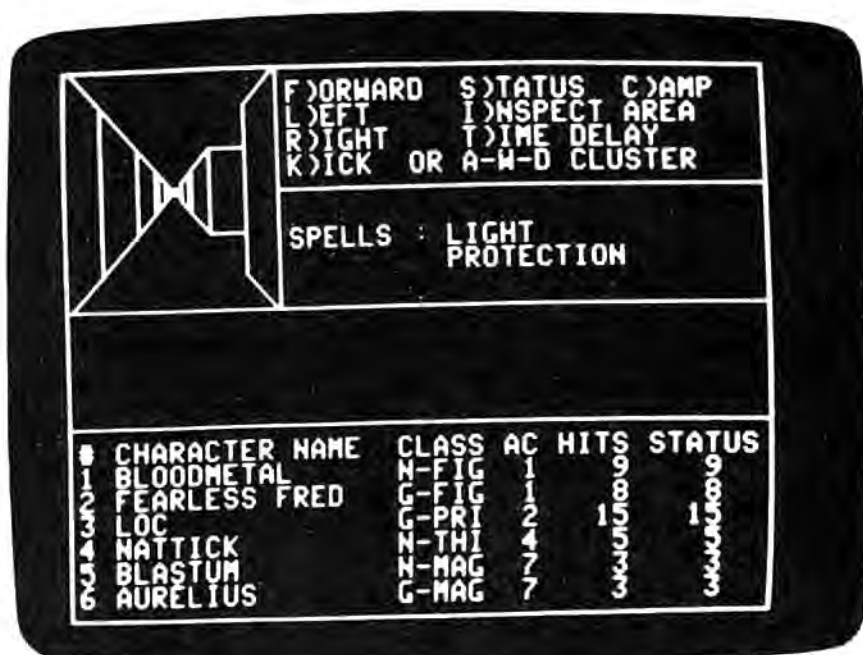 F)ORWARD S)TATUS C)AMP
L)EFT I)NSPECT AREA
R)IGHT T)IME DELAY
K)ICK OR A-W-D CLUSTER
SPELLS : LIGHT
PROTECTION
# CHARACTER NAME CLASS AC HITS STATUS
1 BLOODMETAL N-FIG 1 9 9
2 FEARLESS FRED G-FIG 1 8 8
3 LOC G-PRI 2 15 15
4 NATTICK N-THI 4 5 5
5 BLASTUM N-MAG 7 3 3
6 AURELIUS G-MAG 7 3 3